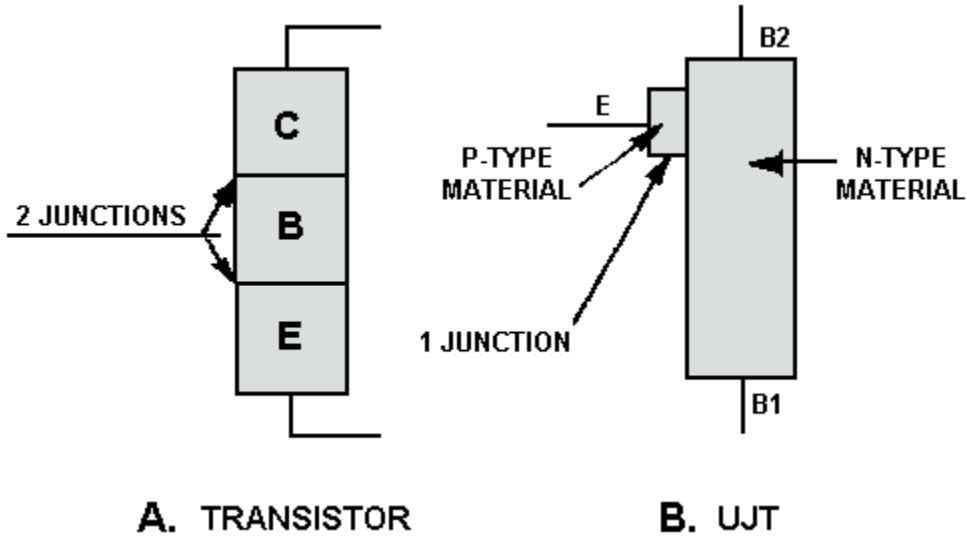 C
2 JUNCTIONS
B
E
A. TRANSISTOR
B2
E
P-TYPE
MATERIAL
N-TYPE
MATERIAL
1 JUNCTION
B1
B. UJT